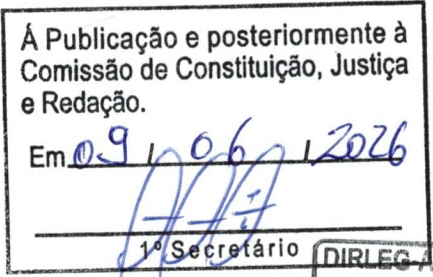 Á Publicação e posteriormente à
Comissão de Constituição, Justiça
e Redação.
Em 09 / 06 / 2026
1º Secretário
DIRLEG-A